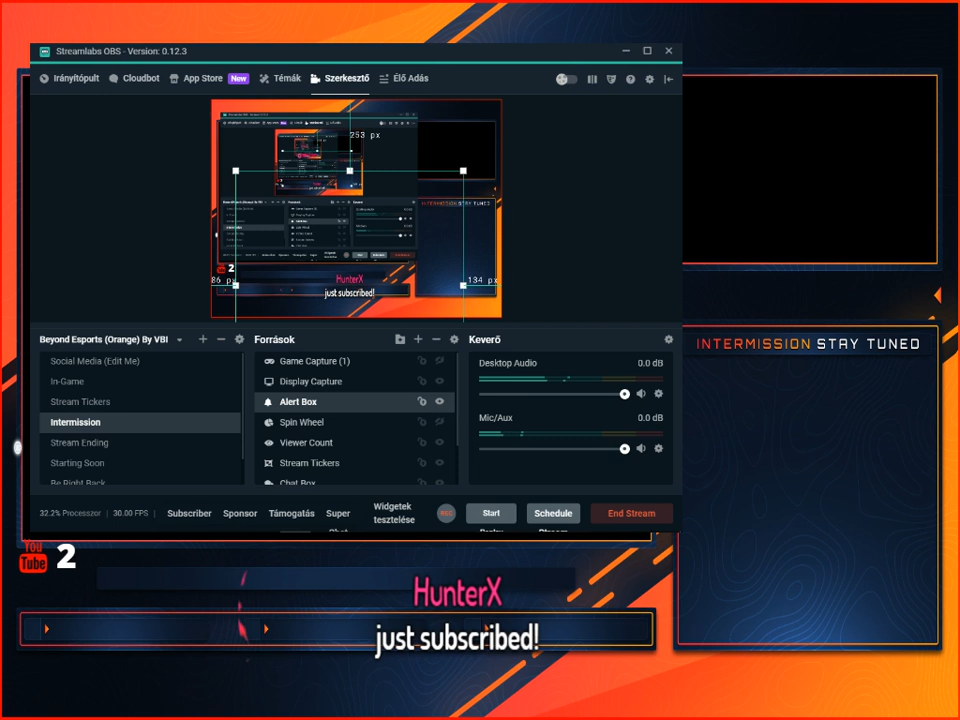 Streamlabs OBS - Version: 0.12.3
Irányítópult Cloudbot App Store New Témák Szerkesztő Élő Adás
253 px
86 px
134 px
HunterX
just subscribed!
Beyond Esports (Orange) By VBI
Social Media (Edit Me)
In-Game
Stream Tickers
Intermission
Stream Ending
Starting Soon
Be Right Back
Források
Game Capture (1)
Display Capture
Alert Box
Spin Wheel
Viewer Count
Stream Tickers
Chat Box
Keverő
Desktop Audio 0.0 dB
Mic/Aux 0.0 dB
32.2% Processzor 30.00 FPS Subscriber Sponsor Támogatás Super Chat
Widgetek tesztelése
REC
Start Replay
Schedule Stream
End Stream
INTERMISSION STAY TUNED
You
Tube 2
HunterX
just subscribed!